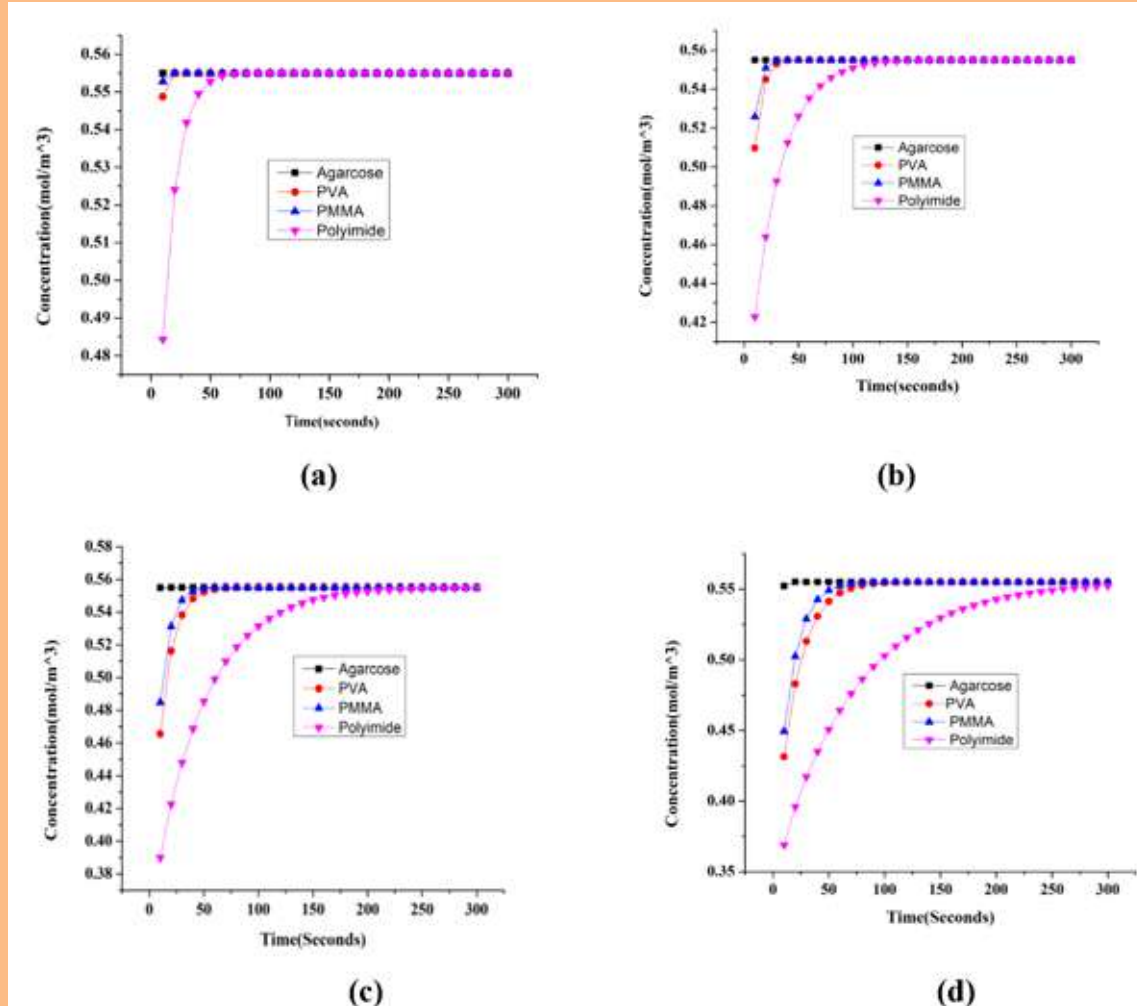 0.56
0.55
0.54
0.53
0.52
0.51
0.50
0.49
0.48
Concentration(mol/m^3)
Agarcose
PVA
PMMA
Polyimide
0 50 100 150 200 250 300
Time(seconds)
(a)
0.56
0.54
0.52
0.50
0.48
0.46
0.44
0.42
Concentration(mol/m^3)
Agarcose
PVA
PMMA
Polyimide
0 50 100 150 200 250 300
Time(seconds)
(b)
0.58
0.56
0.54
0.52
0.50
0.48
0.46
0.44
0.42
0.40
0.38
Concentration(mol/m^3)
Agarcose
PVA
PMMA
Polyimide
0 50 100 150 200 250 300
Time(Seconds)
(c)
0.55
0.50
0.45
0.40
0.35
Concentration(mol/m^3)
Agarcose
PVA
PMMA
Polyimide
0 50 100 150 200 250 300
Time(Seconds)
(d)